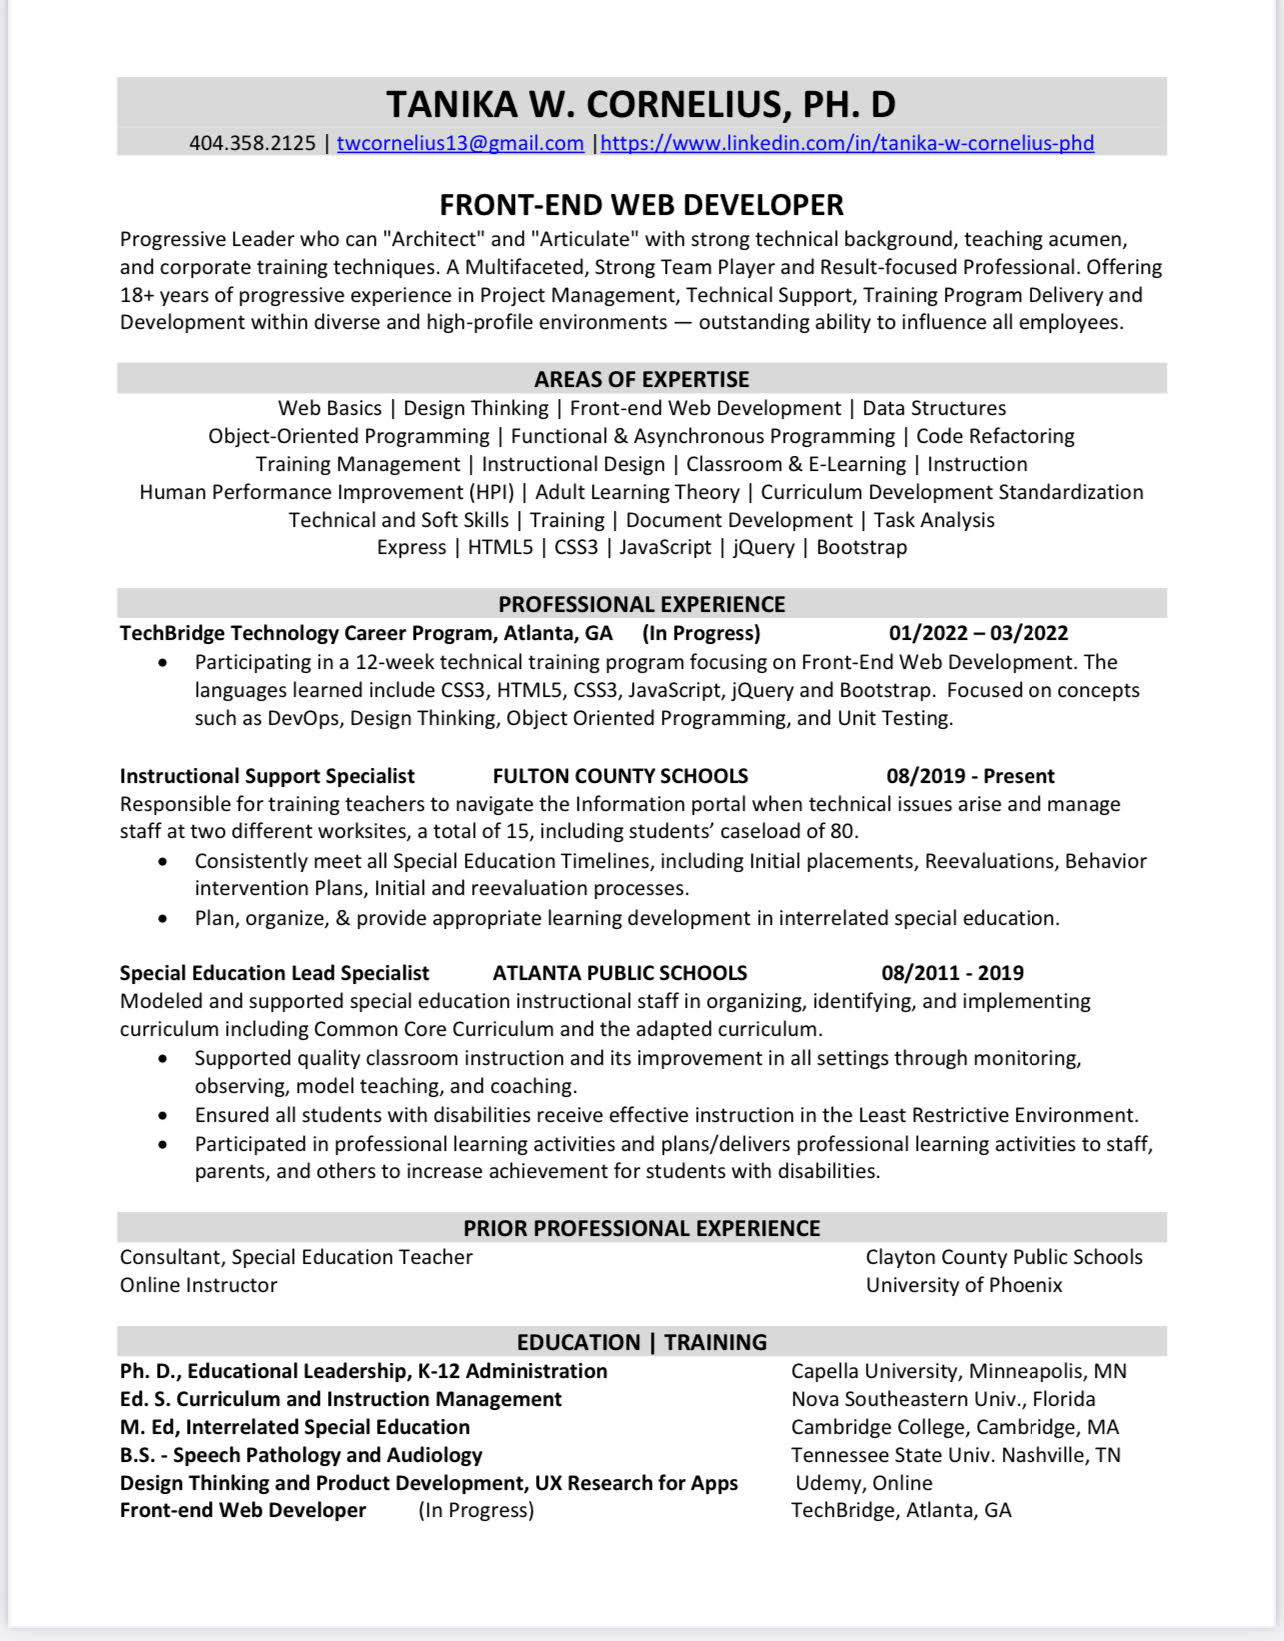 TANIKA W. CORNELIUS, PH. D
404.358.2125 | twcornelius13@gmail.com |https://www.linkedin.com/in/tanika-w-cornelius-phd
FRONT-END WEB DEVELOPER
Progressive Leader who can "Architect" and "Articulate" with strong technical background, teaching acumen,
and corporate training techniques. A Multifaceted, Strong Team Player and Result-focused Professional. Offering
18+ years of progressive experience in Project Management, Technical Support, Training Program Delivery and
Development within diverse and high-profile environments — outstanding ability to influence all employees.
AREAS OF EXPERTISE
Web Basics | Design Thinking | Front-end Web Development | Data Structures
Object-Oriented Programming | Functional & Asynchronous Programming | Code Refactoring
Training Management | Instructional Design | Classroom & E-Learning | Instruction
Human Performance Improvement (HPI) | Adult Learning Theory | Curriculum Development Standardization
Technical and Soft Skills | Training | Document Development | Task Analysis
Express | HTML5 | CSS3 | JavaScript | jQuery | Bootstrap
PROFESSIONAL EXPERIENCE
TechBridge Technology Career Program, Atlanta, GA (In Progress) 01/2022 – 03/2022
• Participating in a 12-week technical training program focusing on Front-End Web Development. The
languages learned include CSS3, HTML5, CSS3, JavaScript, jQuery and Bootstrap. Focused on concepts
such as DevOps, Design Thinking, Object Oriented Programming, and Unit Testing.
Instructional Support Specialist FULTON COUNTY SCHOOLS 08/2019 - Present
Responsible for training teachers to navigate the Information portal when technical issues arise and manage
staff at two different worksites, a total of 15, including students’ caseload of 80.
• Consistently meet all Special Education Timelines, including Initial placements, Reevaluations, Behavior
intervention Plans, Initial and reevaluation processes.
• Plan, organize, & provide appropriate learning development in interrelated special education.
Special Education Lead Specialist ATLANTA PUBLIC SCHOOLS 08/2011 - 2019
Modeled and supported special education instructional staff in organizing, identifying, and implementing
curriculum including Common Core Curriculum and the adapted curriculum.
• Supported quality classroom instruction and its improvement in all settings through monitoring,
observing, model teaching, and coaching.
• Ensured all students with disabilities receive effective instruction in the Least Restrictive Environment.
• Participated in professional learning activities and plans/delivers professional learning activities to staff,
parents, and others to increase achievement for students with disabilities.
PRIOR PROFESSIONAL EXPERIENCE
Consultant, Special Education Teacher Clayton County Public Schools
Online Instructor University of Phoenix
EDUCATION | TRAINING
Ph. D., Educational Leadership, K-12 Administration Capella University, Minneapolis, MN
Ed. S. Curriculum and Instruction Management Nova Southeastern Univ., Florida
M. Ed, Interrelated Special Education Cambridge College, Cambridge, MA
B.S. - Speech Pathology and Audiology Tennessee State Univ. Nashville, TN
Design Thinking and Product Development, UX Research for Apps Udemy, Online
Front-end Web Developer (In Progress) TechBridge, Atlanta, GA